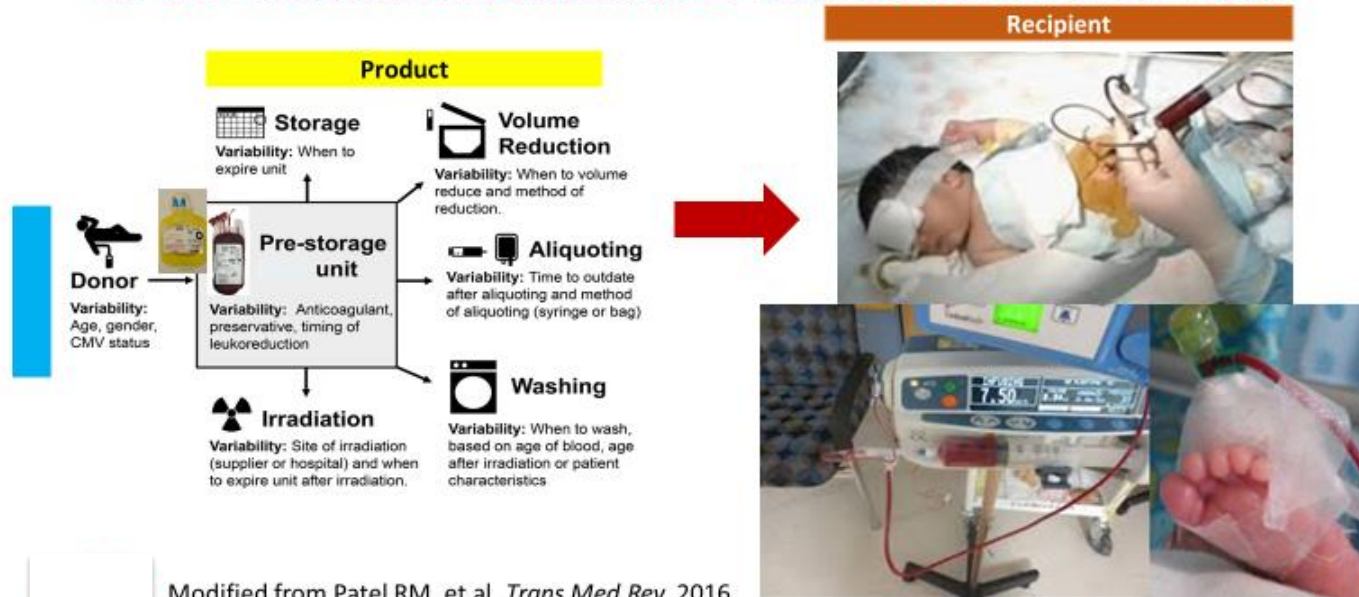 Recipient
Product
Storage
Variability: When to
expire unit
Volume
Reduction
Variability: When to volume
reduce and method of
reduction.
Donor
Variability:
Age, gender,
CMV status
Pre-storage
unit
Variability: Anticoagulant,
preservative, timing of
leukoreduction
Aliquoting
Variability: Time to outdate
after aliquoting and method
of aliquoting (syringe or bag)
Irradiation
Variability: Site of irradiation
(supplier or hospital) and when
to expire unit after irradiation.
Washing
Variability: When to wash,
based on age of blood, age
after irradiation or patient
characteristics
7.50
Modified from Patel RM, et al. Trans Med Rev. 2016